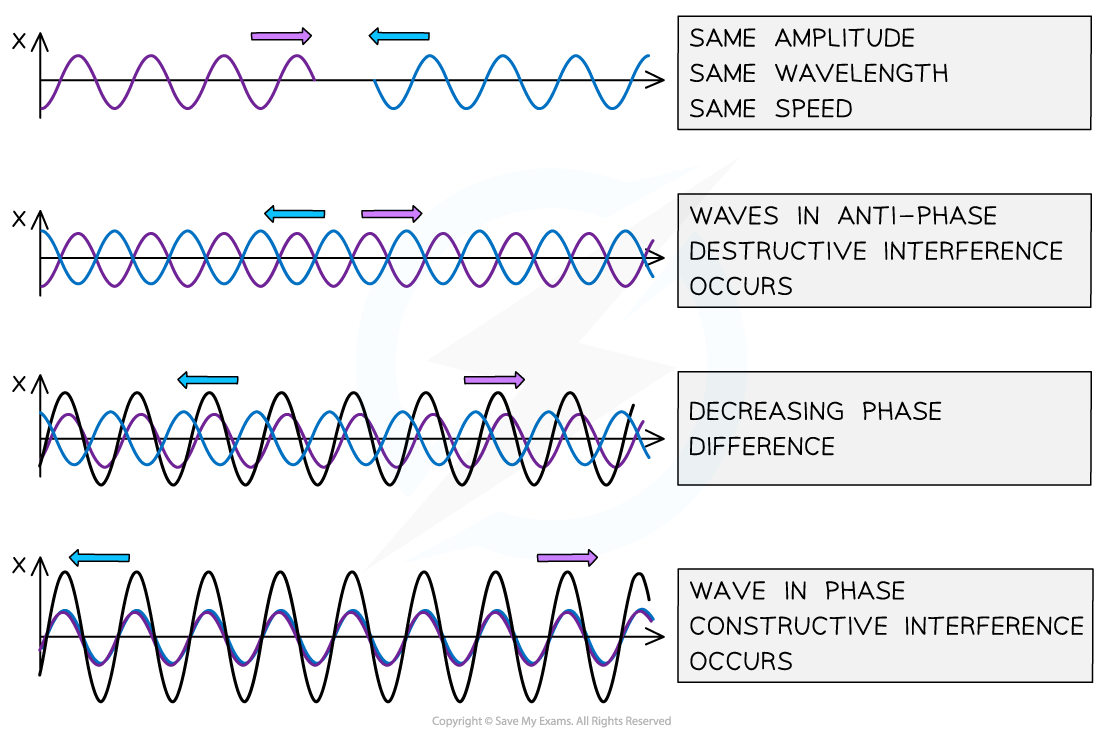 X
SAME AMPLITUDE
SAME WAVELENGTH
SAME SPEED
X
WAVES IN ANTI-PHASE
DESTRUCTIVE INTERFERENCE
OCCURS
X
DECREASING PHASE
DIFFERENCE
X
WAVE IN PHASE
CONSTRUCTIVE INTERFERENCE
OCCURS
Copyright © Save My Exams. All Rights Reserved